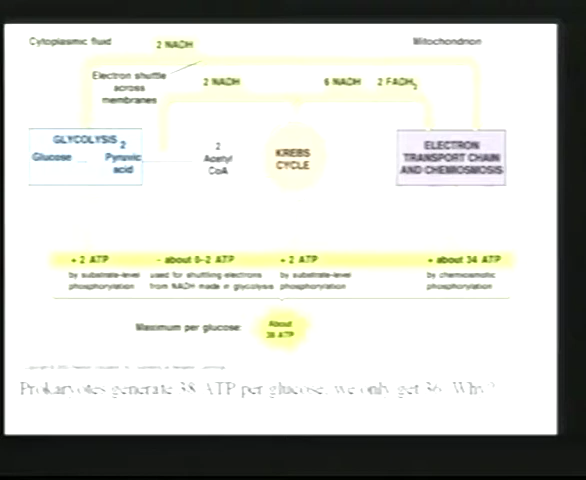 Cytoplasmic fluid
2 NADH
Mitochondrion
Electron shuttle
across
membranes
2 NADH
6 NADH
2 FADH2
GLYCOLYSIS 2
Glucose Pyruvic
acid
2
Acetyl
CoA
KREBS
CYCLE
ELECTRON
TRANSPORT CHAIN
AND CHEMIOSMOSIS
+ 2 ATP
- about 0-2 ATP
+ 2 ATP
+ about 34 ATP
by substrate-level
phosphorylation
used for shuttling electrons
from NADH made in glycolysis
by substrate-level
phosphorylation
by chemiosmotic
phosphorylation
Maximum per glucose:
About
38 ATP
Prokaryotes generate 38 ATP per glucose, we only get 36. Why?